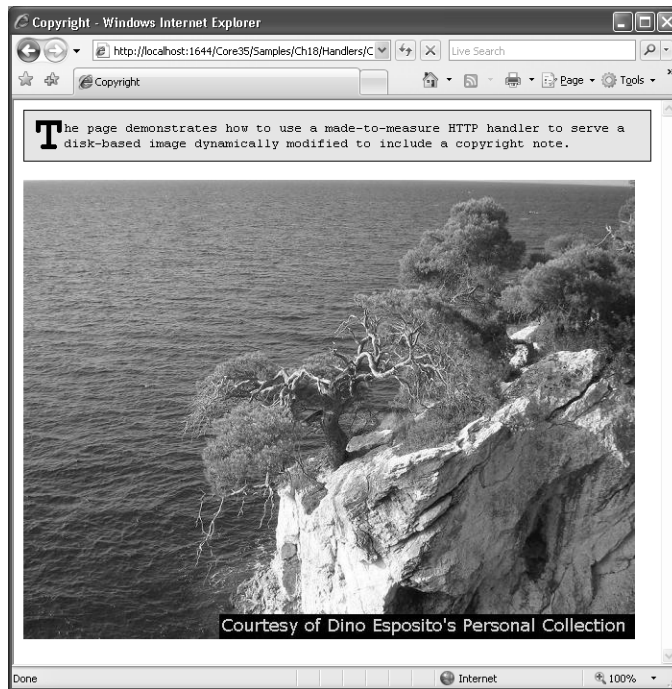 Copyright - Windows Internet Explorer
http://localhost:1644/Core35/Samples/Ch18/Handlers/C
Live Search
Copyright
Page
Tools
The page demonstrates how to use a made-to-measure HTTP handler to serve a
disk-based image dynamically modified to include a copyright note.
Courtesy of Dino Esposito's Personal Collection
Done
Internet
100%